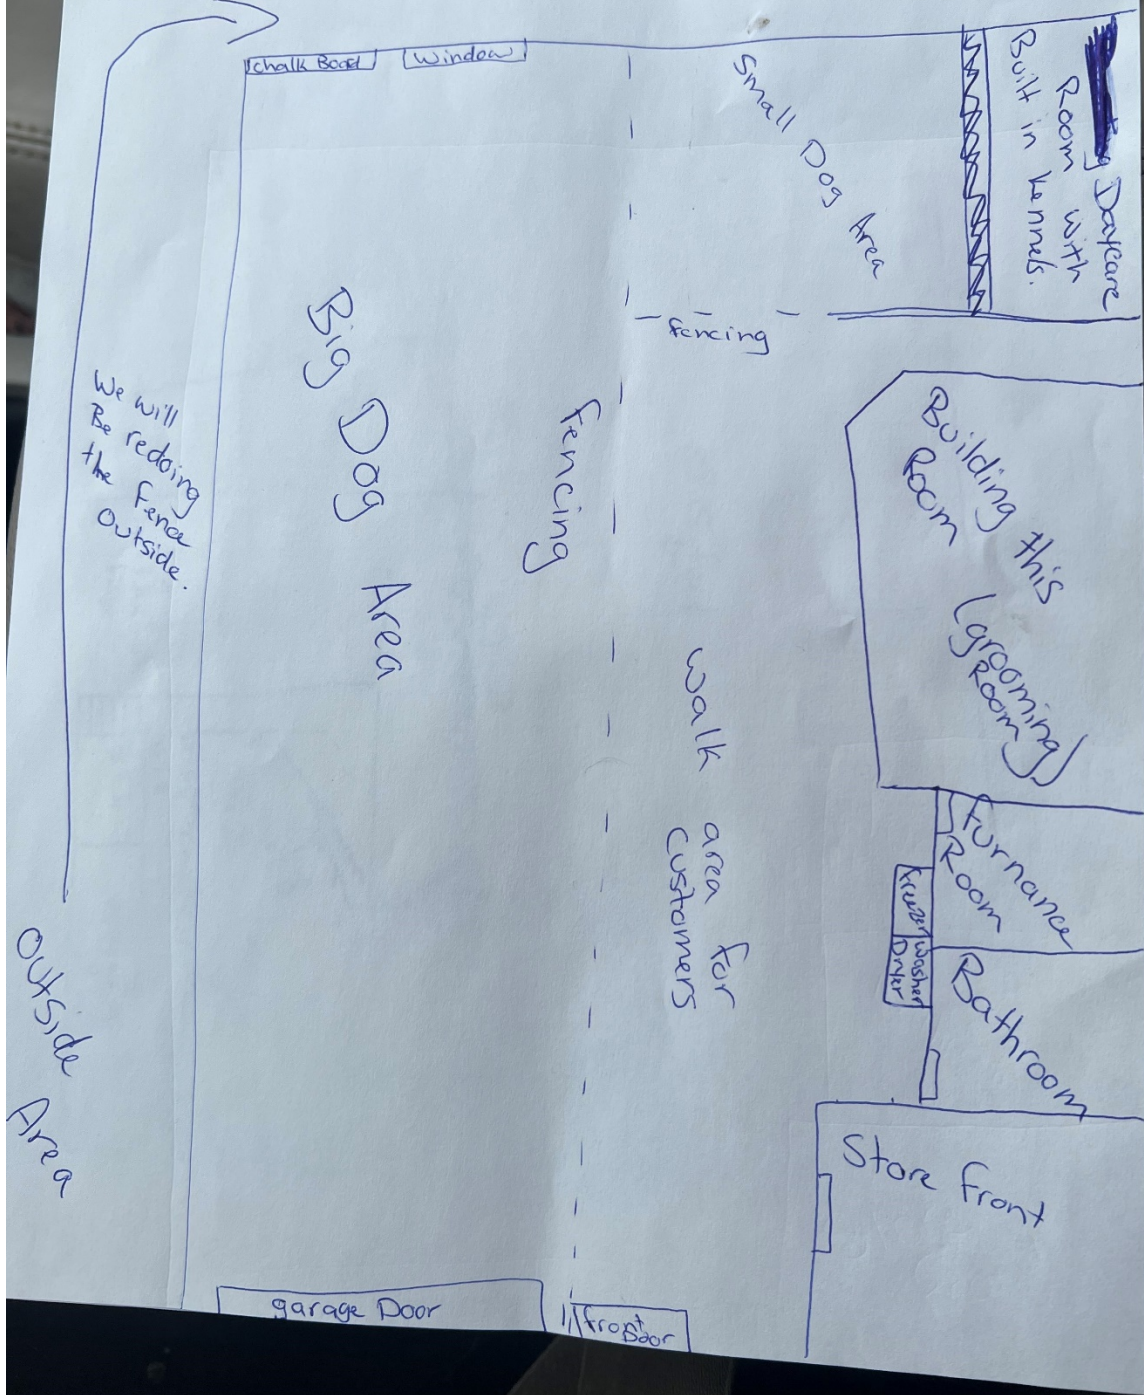 Chalk Board
Window
Small Dog Area
Daycare
Room with
Built in kennels.
fencing
Big Dog Area
Fencing
We will
Be redoing
the fence
Outside.
Building this
Room
(grooming
Room)
walk area for
customers
furnance
Room
freezer
Washer
Dryer
Bathroom
Outside
Area
Store Front
garage Door
front
Door